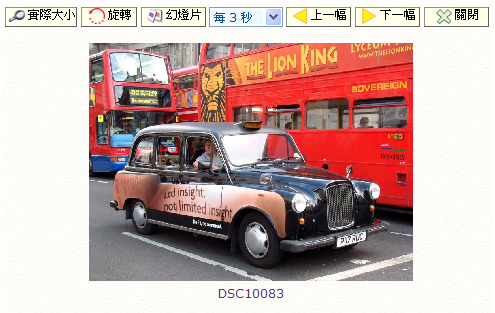 實際大小 旋轉 幻燈片 每 3 秒 上一幅 下一幅 關閉
THE LION KING
LYCEUM
SOVEREIGN
Ltd insight,
not limited insight
DSC10083